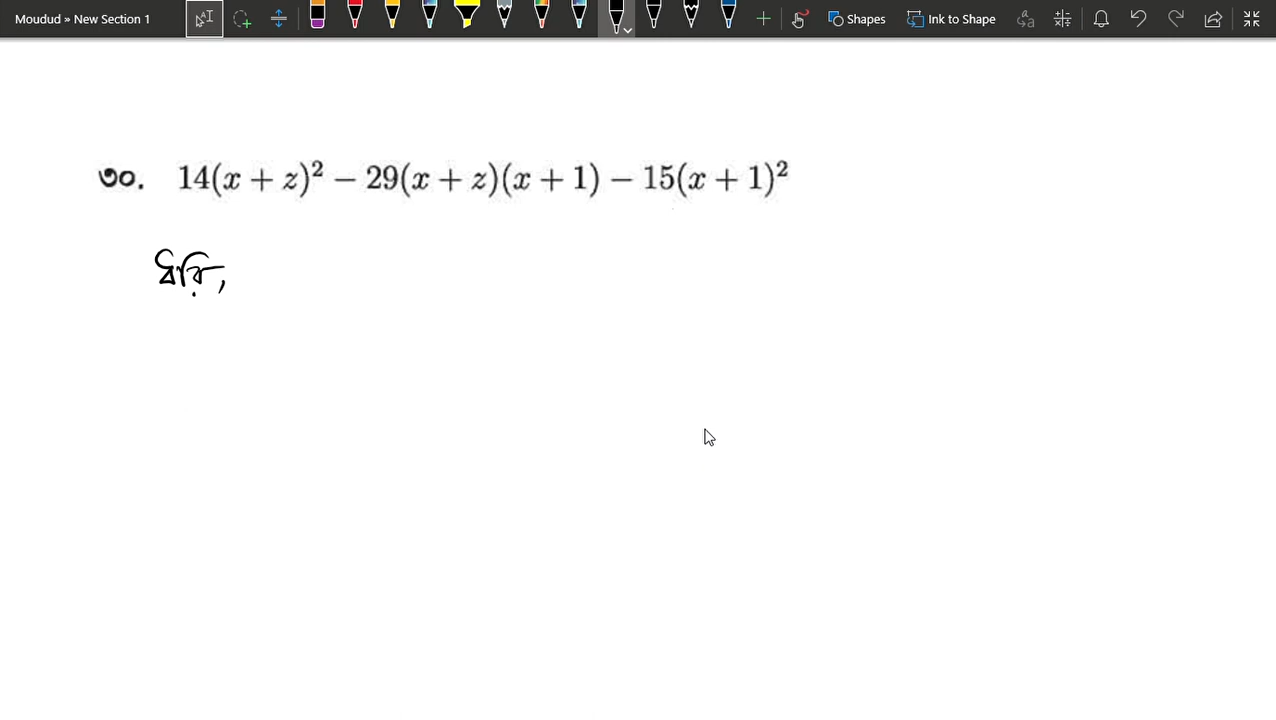 Moudud » New Section 1
Shapes
Ink to Shape
৩০. 14(x + z)² − 29(x + z)(x + 1) − 15(x + 1)²
ধরি,